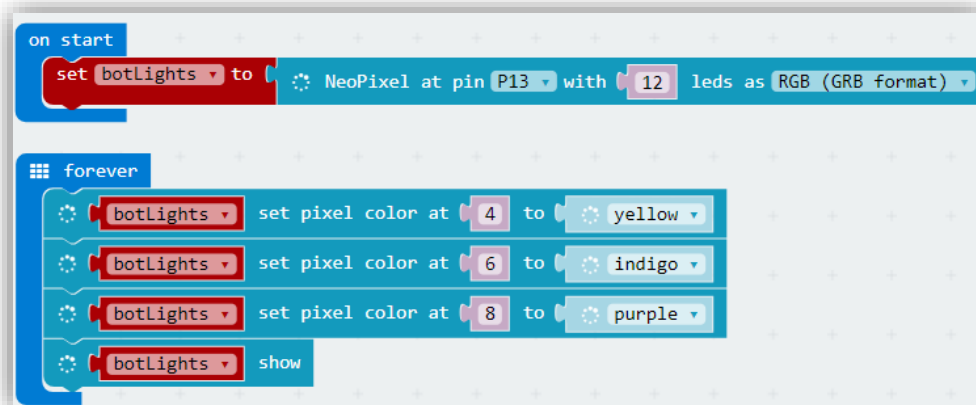 on start
set botLights to NeoPixel at pin P13 with 12 leds as RGB (GRB format)
forever
botLights set pixel color at 4 to yellow
botLights set pixel color at 6 to indigo
botLights set pixel color at 8 to purple
botLights show